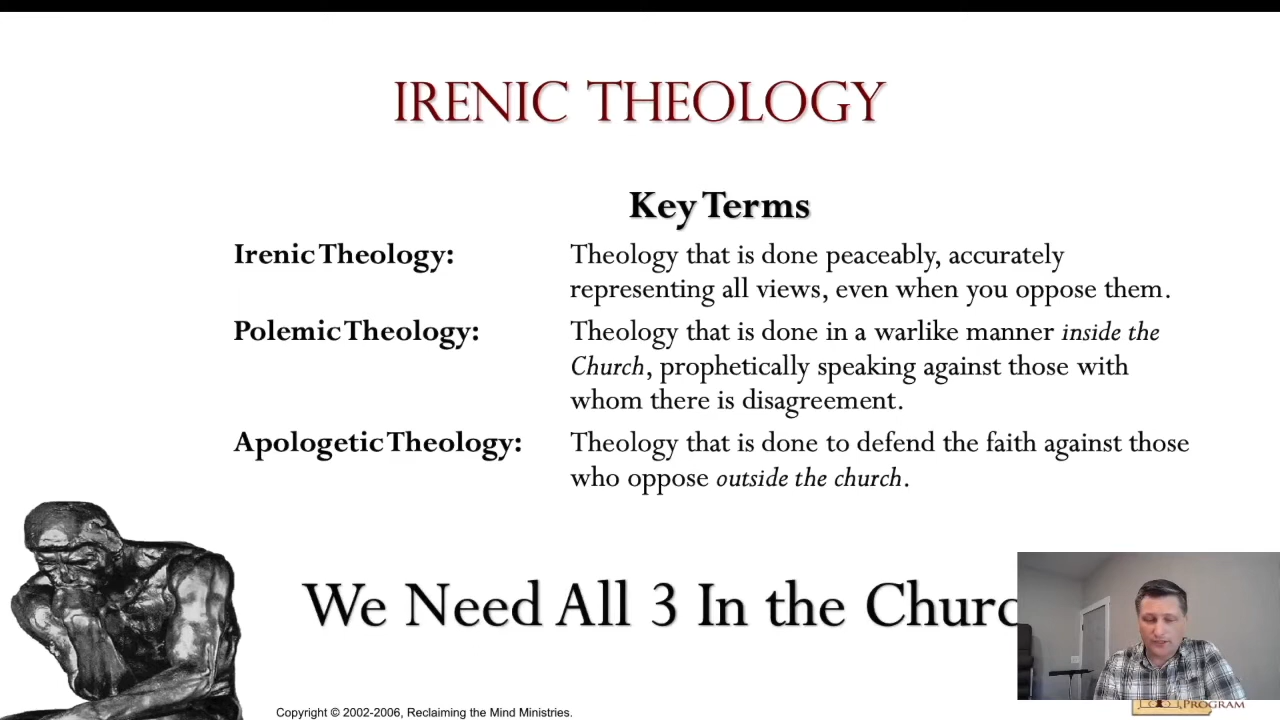 IRENIC THEOLOGY
Key Terms
Irenic Theology: Theology that is done peaceably, accurately
representing all views, even when you oppose them.
Polemic Theology: Theology that is done in a warlike manner inside the
Church, prophetically speaking against those with
whom there is disagreement.
Apologetic Theology: Theology that is done to defend the faith against those
who oppose outside the church.
We Need All 3 In the Churc
Copyright © 2002-2006, Reclaiming the Mind Ministries.
PROGRAM